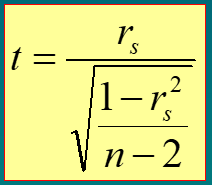 t = r_s / √((1 − r_s²) / (n − 2))